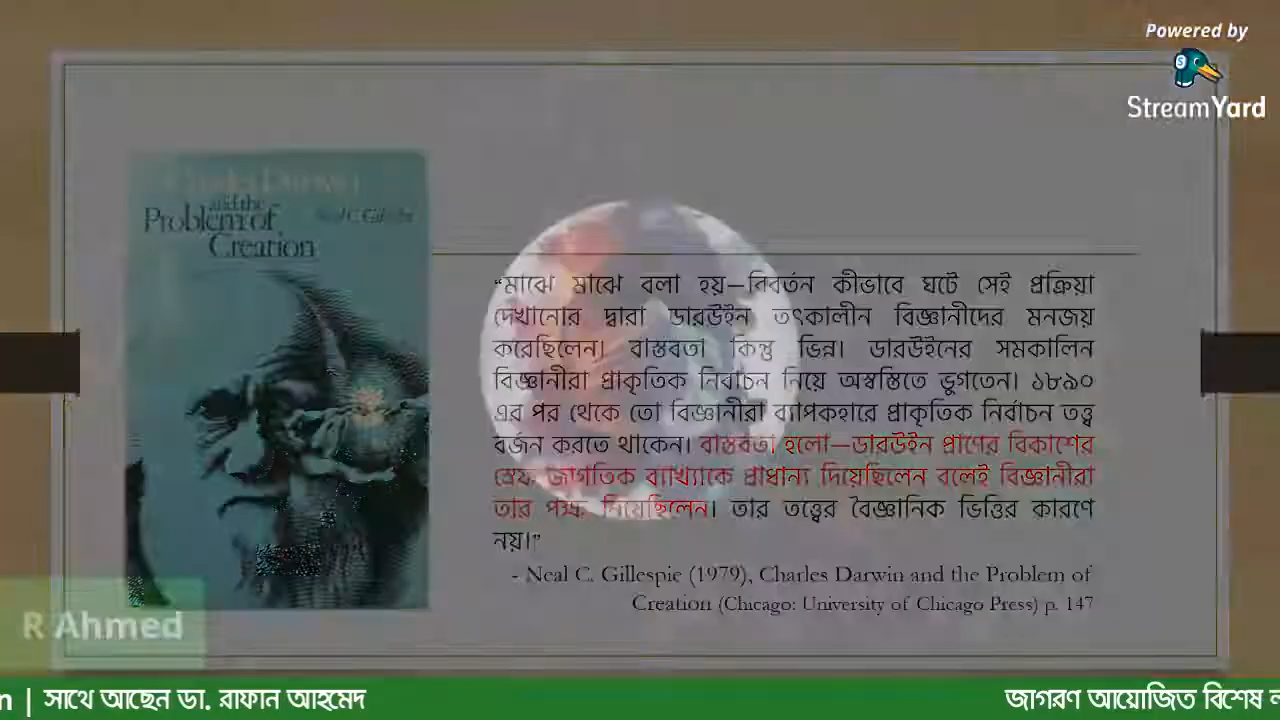 Powered by
StreamYard
Charles Darwin
and the
Problem of
Neal C. Gillespie
Creation
“মাঝে মাঝে বলা হয়—বিবর্তন কীভাবে ঘটে সেই প্রক্রিয়া
দেখানোর দ্বারা ডারউইন তৎকালীন বিজ্ঞানীদের মনজয়
করেছিলেন। বাস্তবতা কিন্তু ভিন্ন। ডারউইনের সমকালিন
বিজ্ঞানীরা প্রাকৃতিক নির্বাচন নিয়ে অস্বস্তিতে ভুগতেন। ১৮৯০
এর পর থেকে তো বিজ্ঞানীরা ব্যাপকহারে প্রাকৃতিক নির্বাচন তত্ত্ব
বর্জন করতে থাকেন। বাস্তবতা হলো—ডারউইন প্রাণের বিকাশের
স্রেফ জাগতিক ব্যাখ্যাকে প্রাধান্য দিয়েছিলেন বলেই বিজ্ঞানীরা
তার পক্ষ নিয়েছিলেন। তার তত্ত্বের বৈজ্ঞানিক ভিত্তির কারণে
নয়।”
- Neal C. Gillespie (1979), Charles Darwin and the Problem of
Creation (Chicago: University of Chicago Press) p. 147
R Ahmed
n | সাথে আছেন ডা. রাফান আহমেদ
জাগরণ আয়োজিত বিশেষ